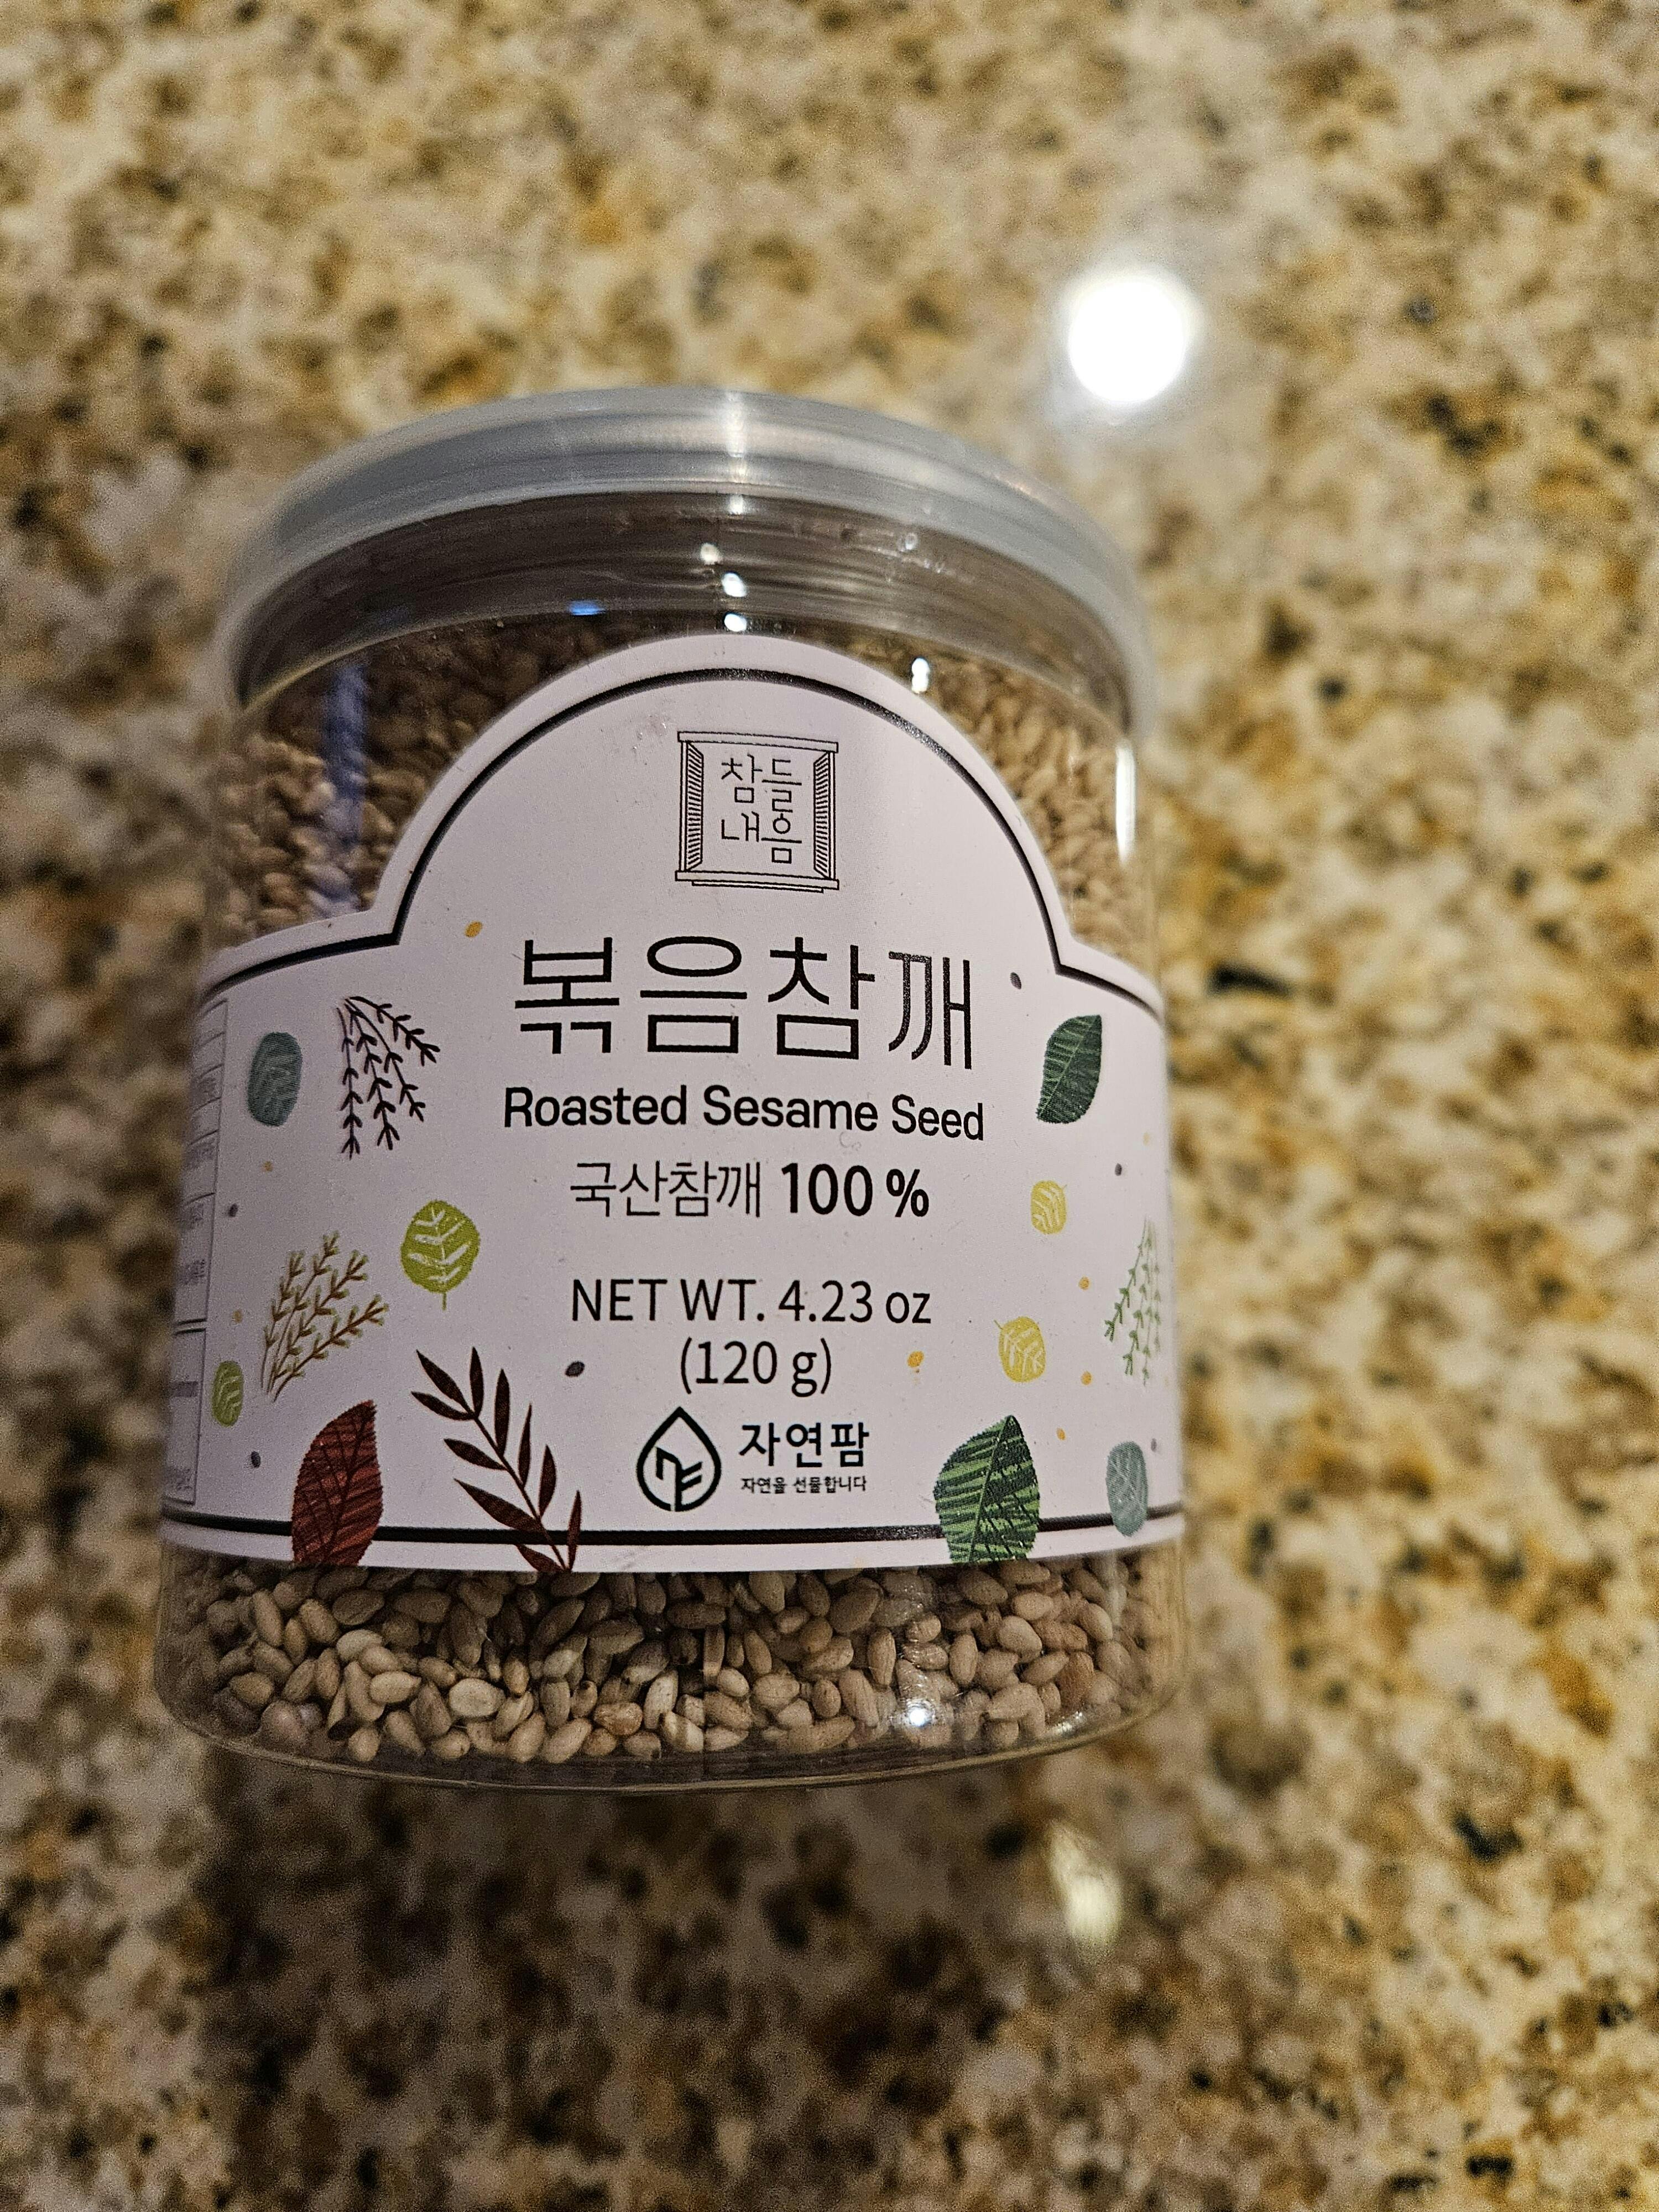 참들
내음
볶음참깨
Roasted Sesame Seed
국산참깨 100 %
NET WT. 4.23 oz
(120 g)
자연팜
자연을 선물합니다